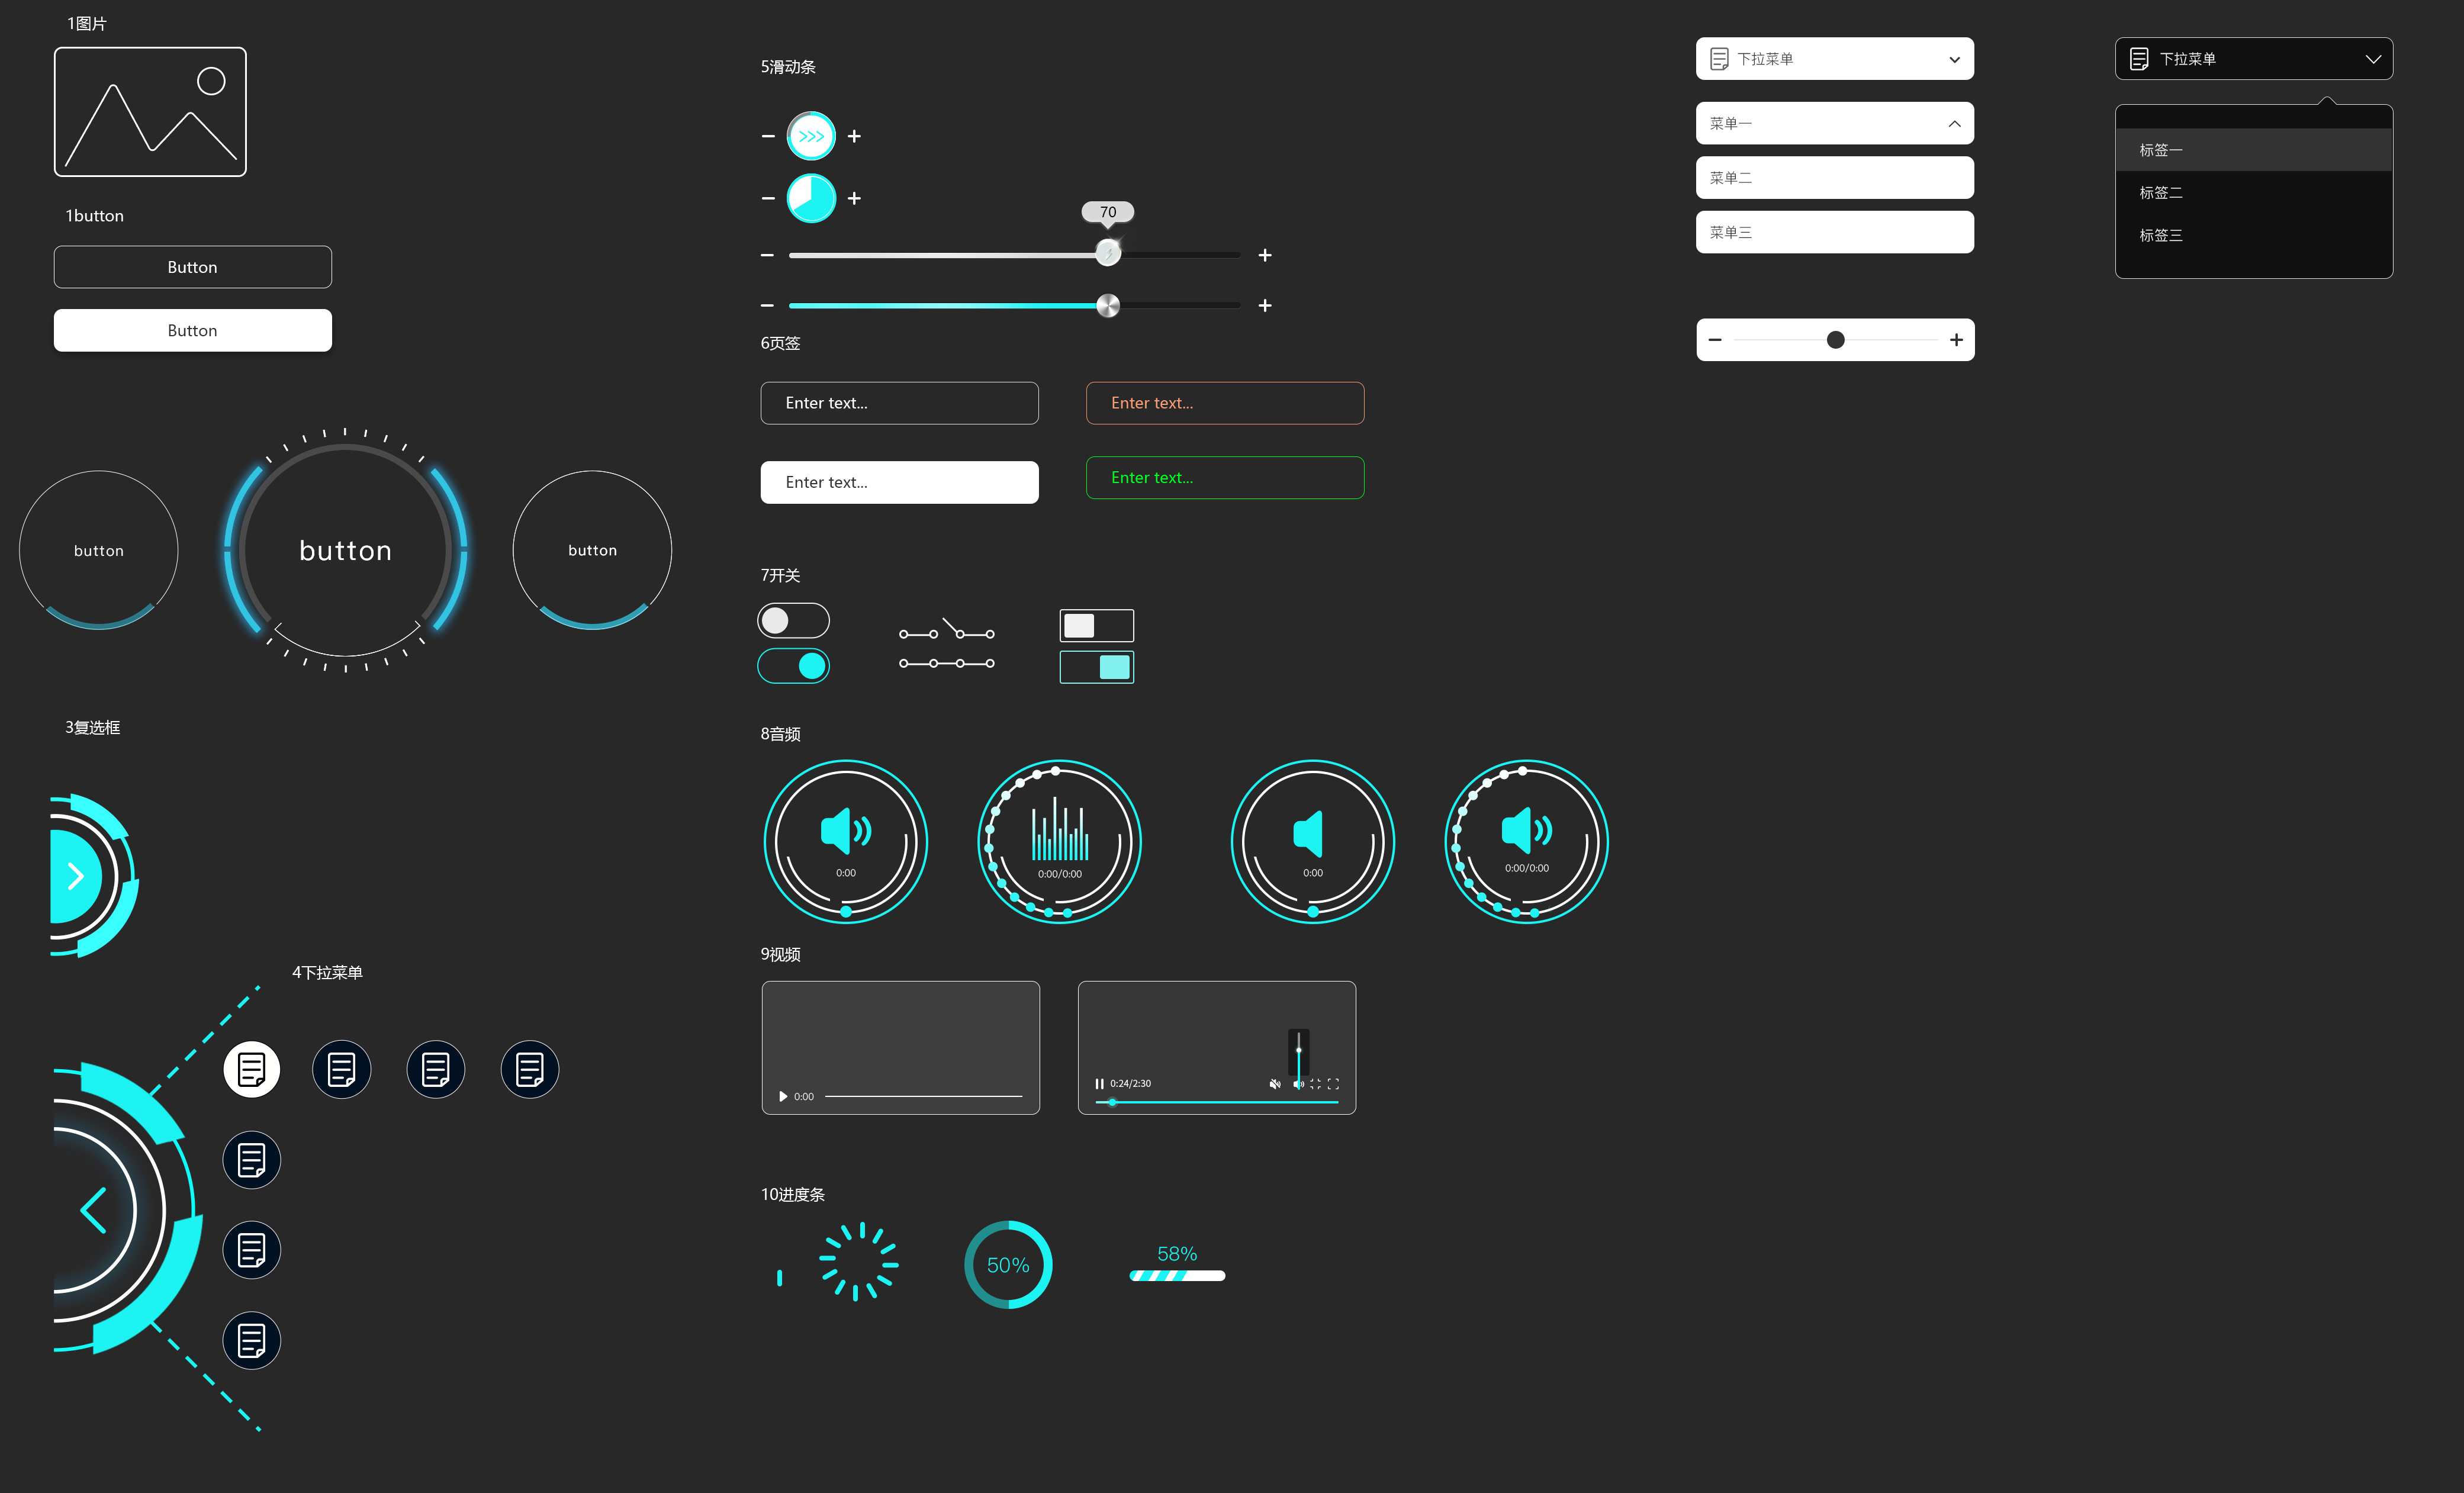 1图片
1button
Button
Button
button
button
button
3复选框
4下拉菜单
5滑动条
70
6页签
Enter text...
Enter text...
Enter text...
Enter text...
7开关
8音频
0:00
0:00/0:00
0:00
0:00/0:00
9视频
0:00
0:24/2:30
10进度条
50%
58%
下拉菜单
菜单一
菜单二
菜单三
下拉菜单
标签一
标签二
标签三